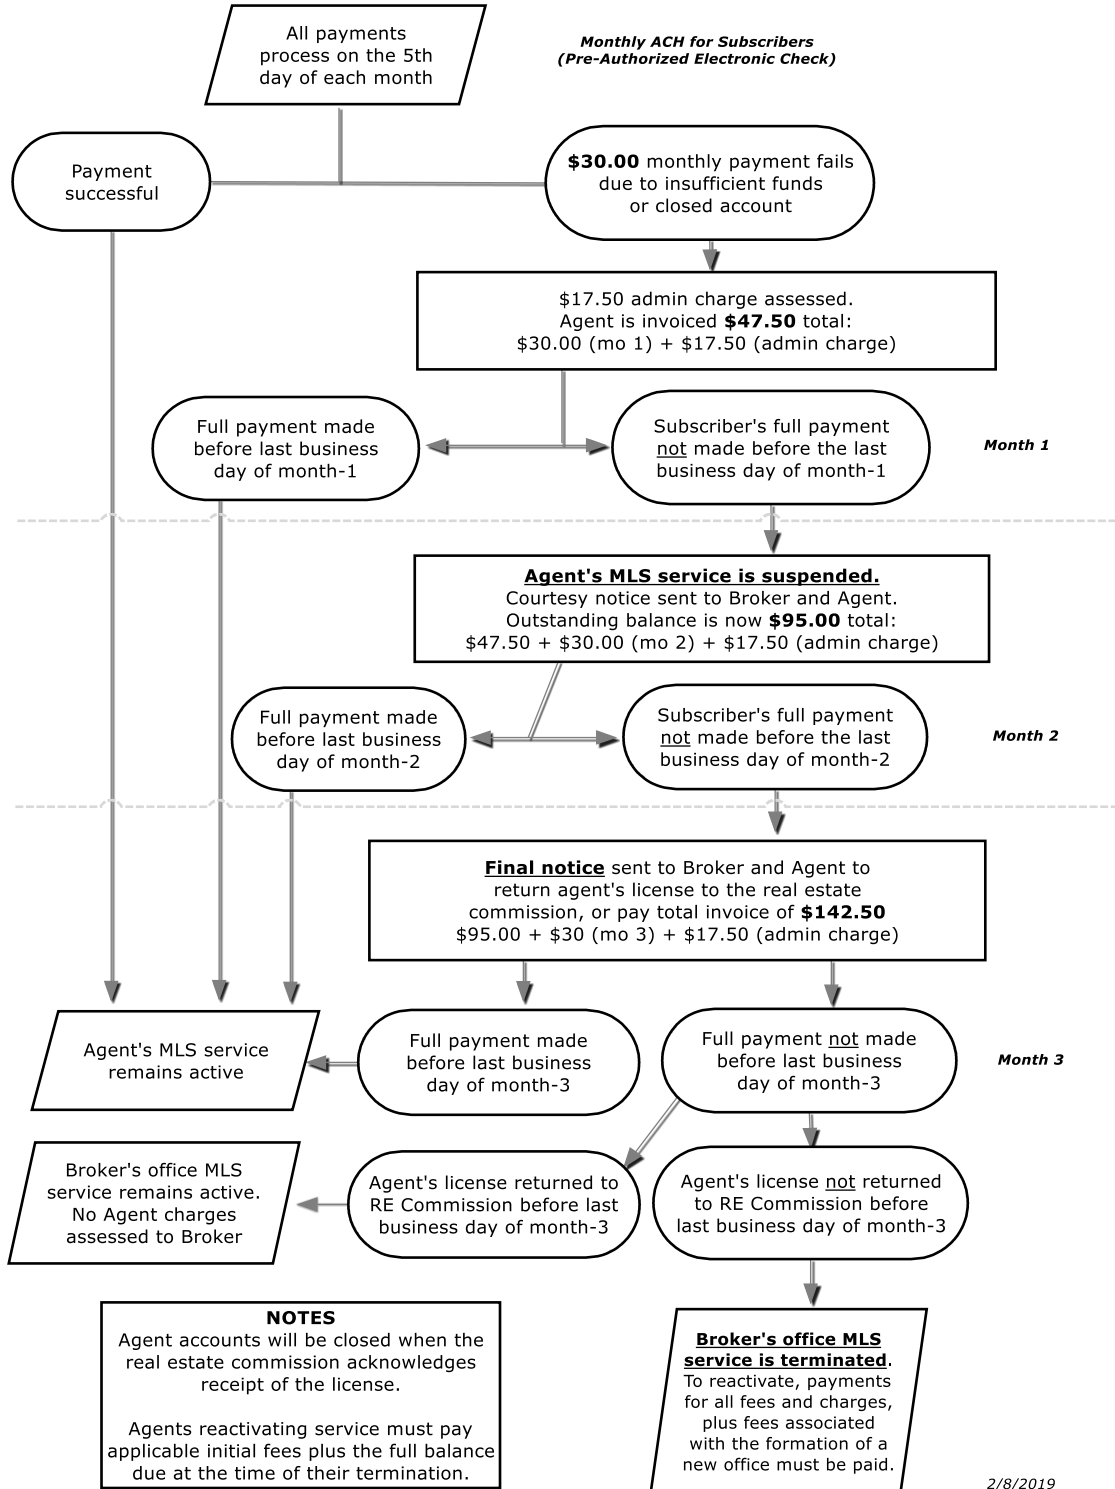 All payments
process on the 5th
day of each month
Monthly ACH for Subscribers
(Pre-Authorized Electronic Check)
Payment
successful
$30.00 monthly payment fails
due to insufficient funds
or closed account
$17.50 admin charge assessed.
Agent is invoiced $47.50 total:
$30.00 (mo 1) + $17.50 (admin charge)
Full payment made
before last business
day of month-1
Subscriber's full payment
not made before the last
business day of month-1
Month 1
Agent's MLS service is suspended.
Courtesy notice sent to Broker and Agent.
Outstanding balance is now $95.00 total:
$47.50 + $30.00 (mo 2) + $17.50 (admin charge)
Full payment made
before last business
day of month-2
Subscriber's full payment
not made before the last
business day of month-2
Month 2
Final notice sent to Broker and Agent to
return agent's license to the real estate
commission, or pay total invoice of $142.50
$95.00 + $30 (mo 3) + $17.50 (admin charge)
Agent's MLS service
remains active
Full payment made
before last business
day of month-3
Full payment not made
before last business
day of month-3
Month 3
Broker's office MLS
service remains active.
No Agent charges
assessed to Broker
Agent's license returned to
RE Commission before last
business day of month-3
Agent's license not returned
to RE Commission before
last business day of month-3
NOTES
Agent accounts will be closed when the
real estate commission acknowledges
receipt of the license.
Agents reactivating service must pay
applicable initial fees plus the full balance
due at the time of their termination.
Broker's office MLS
service is terminated.
To reactivate, payments
for all fees and charges,
plus fees associated
with the formation of a
new office must be paid.
2/8/2019